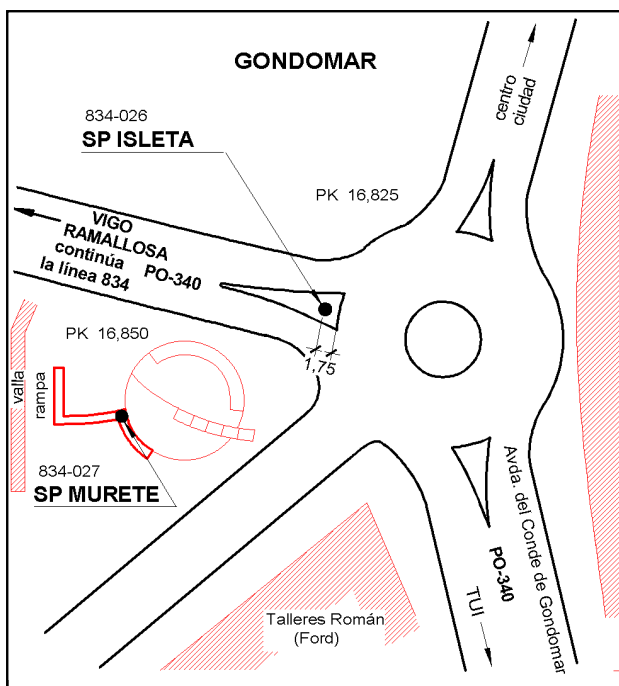 GONDOMAR
834-026
SP ISLETA
centro
ciudad
PK 16,825
VIGO
RAMALLOSA
continúa PO-340
la línea 834
PK 16,850
1,75
valla
rampa
834-027
SP MURETE
Avda. del Conde de Gondomar
PO-340
TUI
Talleres Román
(Ford)